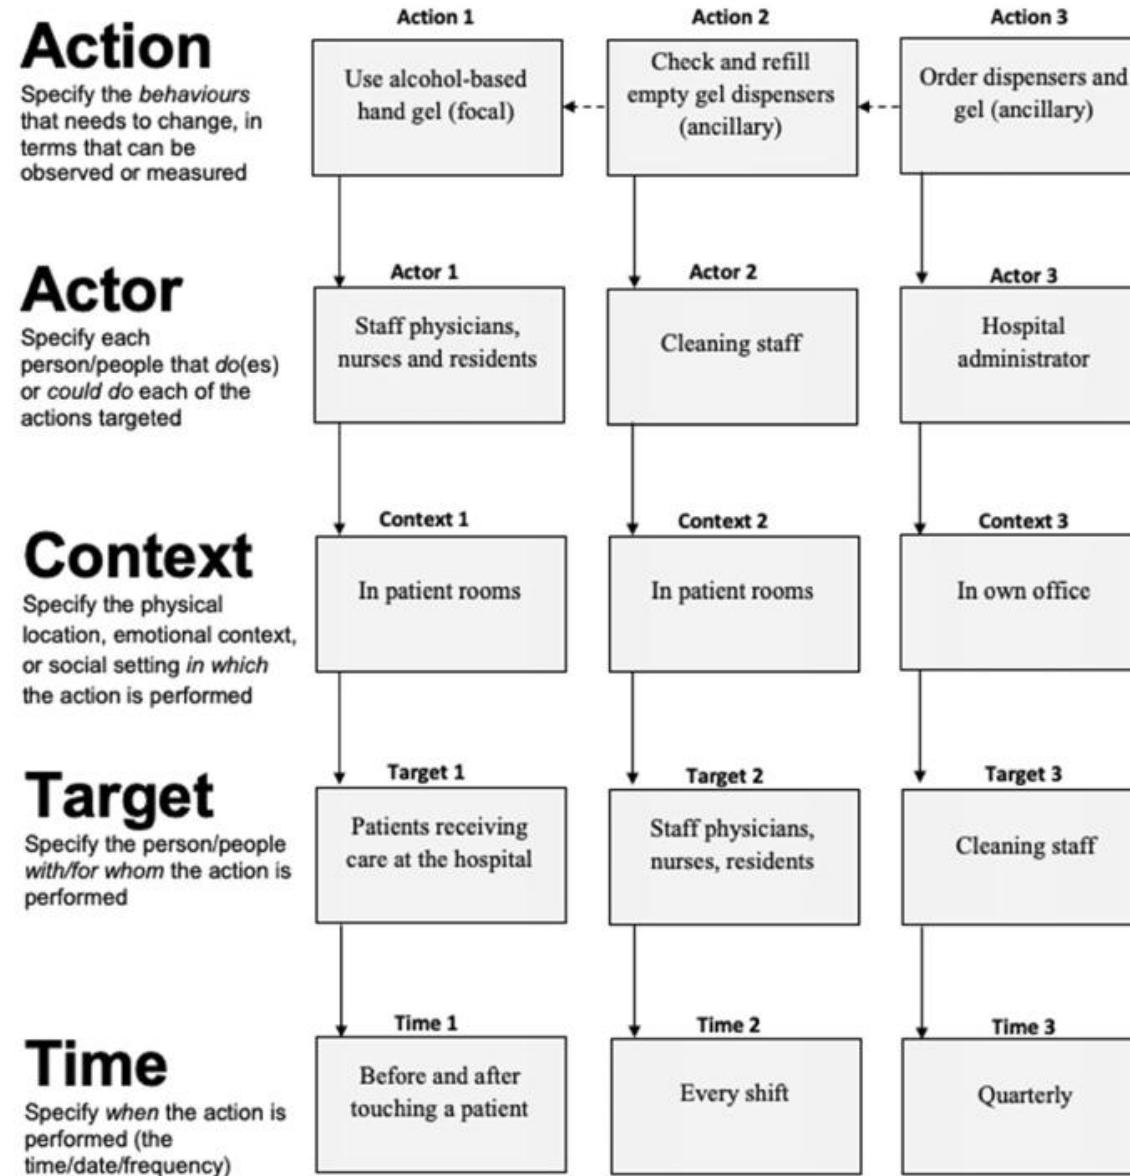 Action
Specify the behaviours
that needs to change, in
terms that can be
observed or measured
Action 1
Use alcohol-based
hand gel (focal)
Action 2
Check and refill
empty gel dispensers
(ancillary)
Action 3
Order dispensers and
gel (ancillary)
Actor
Specify each
person/people that do(es)
or could do each of the
actions targeted
Actor 1
Staff physicians,
nurses and residents
Actor 2
Cleaning staff
Actor 3
Hospital
administrator
Context
Specify the physical
location, emotional context,
or social setting in which
the action is performed
Context 1
In patient rooms
Context 2
In patient rooms
Context 3
In own office
Target
Specify the person/people
with/for whom the action is
performed
Target 1
Patients receiving
care at the hospital
Target 2
Staff physicians,
nurses, residents
Target 3
Cleaning staff
Time
Specify when the action is
performed (the
time/date/frequency)
Time 1
Before and after
touching a patient
Time 2
Every shift
Time 3
Quarterly